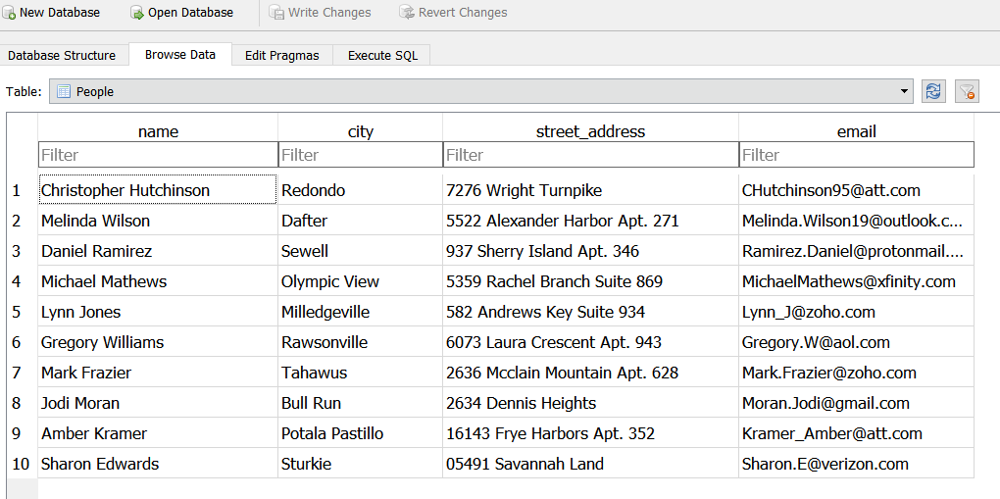 New Database Open Database Write Changes Revert Changes
Database Structure Browse Data Edit Pragmas Execute SQL
Table: People
name city street_address email
Filter Filter Filter Filter
1 Christopher Hutchinson Redondo 7276 Wright Turnpike CHutchinson95@att.com
2 Melinda Wilson Dafter 5522 Alexander Harbor Apt. 271 Melinda.Wilson19@outlook.c...
3 Daniel Ramirez Sewell 937 Sherry Island Apt. 346 Ramirez.Daniel@protonmail....
4 Michael Mathews Olympic View 5359 Rachel Branch Suite 869 MichaelMathews@xfinity.com
5 Lynn Jones Milledgeville 582 Andrews Key Suite 934 Lynn_J@zoho.com
6 Gregory Williams Rawsonville 6073 Laura Crescent Apt. 943 Gregory.W@aol.com
7 Mark Frazier Tahawus 2636 Mcclain Mountain Apt. 628 Mark.Frazier@zoho.com
8 Jodi Moran Bull Run 2634 Dennis Heights Moran.Jodi@gmail.com
9 Amber Kramer Potala Pastillo 16143 Frye Harbors Apt. 352 Kramer_Amber@att.com
10 Sharon Edwards Sturkie 05491 Savannah Land Sharon.E@verizon.com